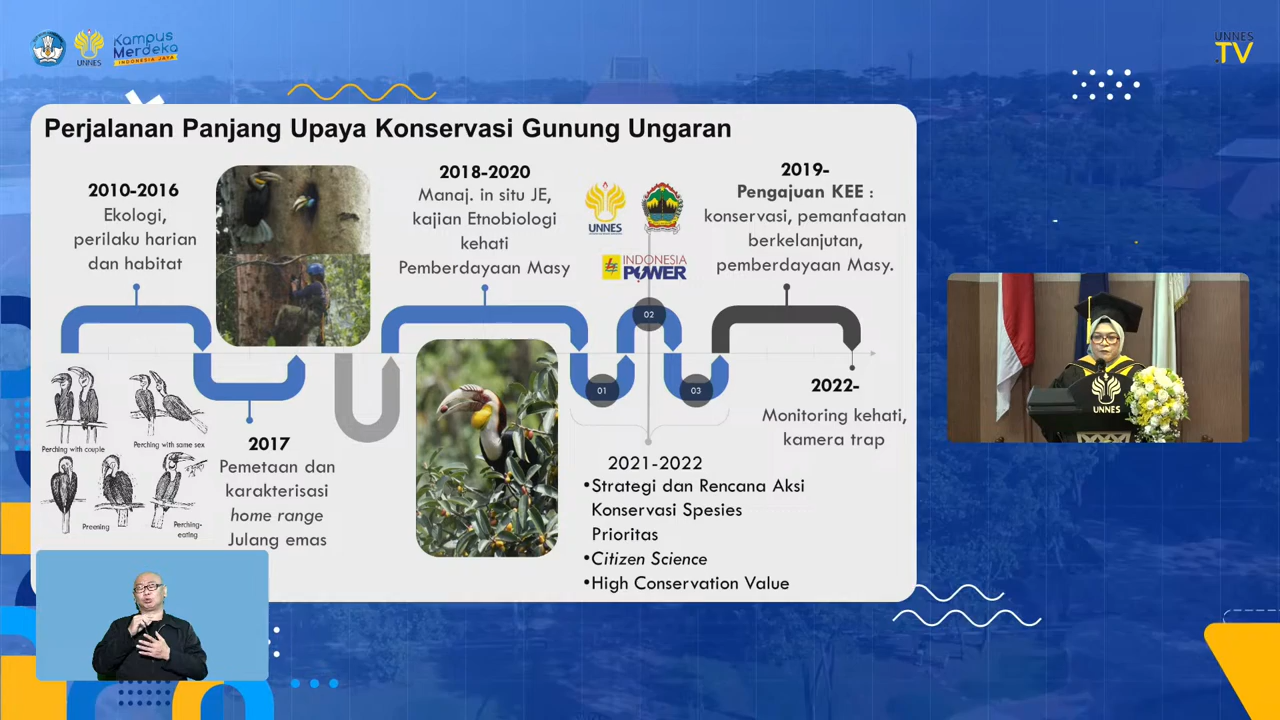 UNNES
Kampus
Merdeka
INDONESIA JAYA
UNNES
TV
Perjalanan Panjang Upaya Konservasi Gunung Ungaran
2010-2016
Ekologi,
perilaku harian
dan habitat
2018-2020
Manaj. in situ JE,
kajian Etnobiologi
kehati
Pemberdayaan Masy
UNNES
INDONESIA
POWER
2019-
Pengajuan KEE :
konservasi, pemanfaatan
berkelanjutan,
pemberdayaan Masy.
02
01
03
2022-
Monitoring kehati,
kamera trap
Perching with couple
Perching with same sex
Preening
Perching-
eating
2017
Pemetaan dan
karakterisasi
home range
Julang emas
2021-2022
•Strategi dan Rencana Aksi
Konservasi Spesies
Prioritas
•Citizen Science
•High Conservation Value
UNNES